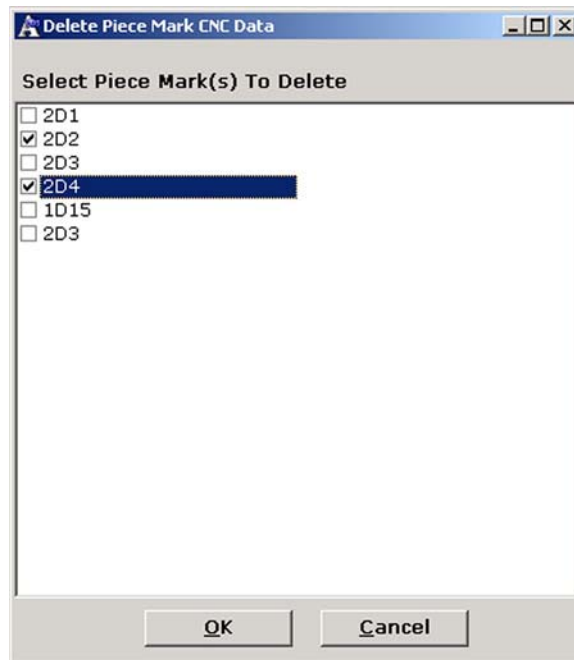 Delete Piece Mark CNC Data
Select Piece Mark(s) To Delete
2D1
2D2
2D3
2D4
1D15
2D3
OK
Cancel